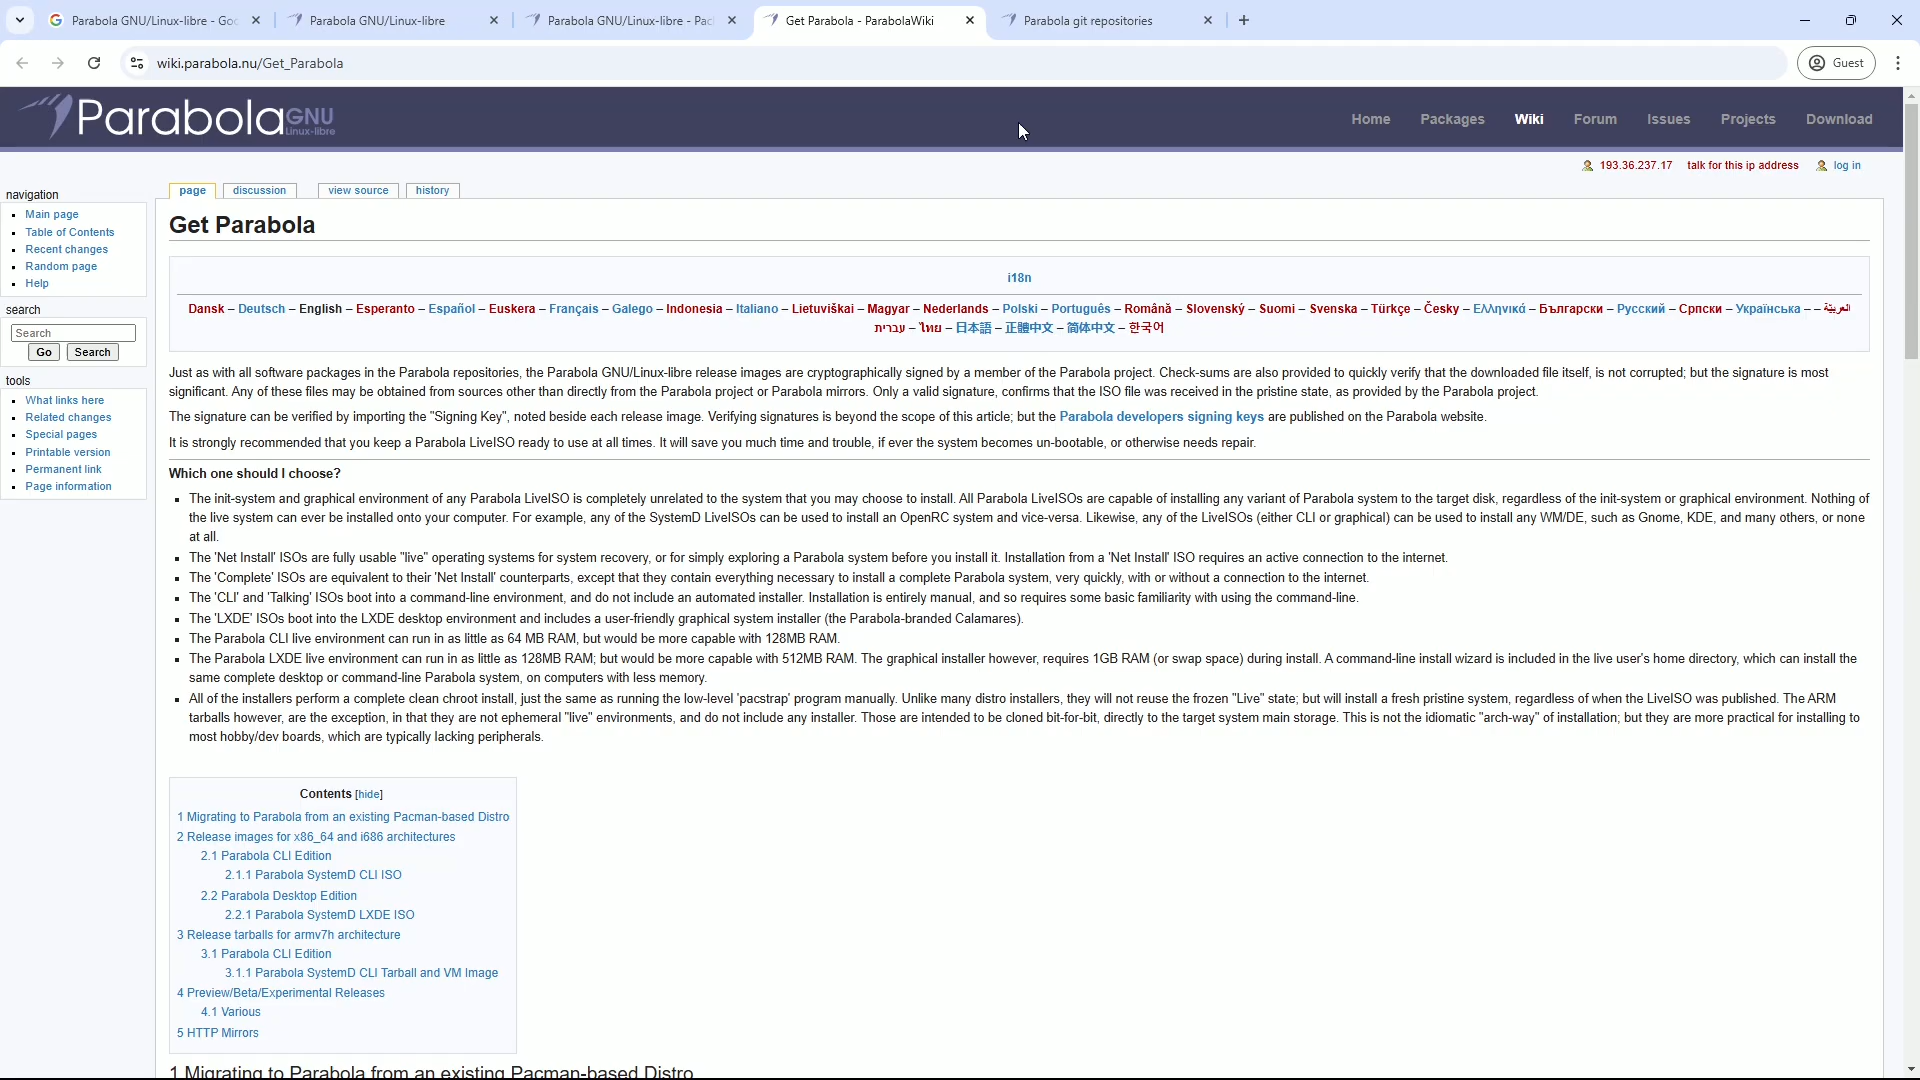 Parabola GNU/Linux-libre - Goo
Parabola GNU/Linux-libre
Parabola GNU/Linux-libre - Pac
Get Parabola - ParabolaWiki
Parabola git repositories
wiki.parabola.nu/Get_Parabola
Guest
Parabola GNU Linux-libre
Home Packages Wiki Forum Issues Projects Download
193.36.237.17 talk for this ip address log in
page discussion view source history
navigation
Main page
Table of Contents
Recent changes
Random page
Help
search
Search
Go Search
tools
What links here
Related changes
Special pages
Printable version
Permanent link
Page information
Get Parabola
i18n
Dansk – Deutsch – English – Esperanto – Español – Euskera – Français – Galego – Indonesia – Italiano – Lietuviškai – Magyar – Nederlands – Polski – Português – Română – Slovenský – Suomi – Svenska – Türkçe – Česky – Ελληνικά – Български – Русский – Српски – Українська – – العربيّة
עברית – ไทย – 日本語 – 正體中文 – 简体中文 – 한국어
Just as with all software packages in the Parabola repositories, the Parabola GNU/Linux-libre release images are cryptographically signed by a member of the Parabola project. Check-sums are also provided to quickly verify that the downloaded file itself, is not corrupted; but the signature is most
significant. Any of these files may be obtained from sources other than directly from the Parabola project or Parabola mirrors. Only a valid signature, confirms that the ISO file was received in the pristine state, as provided by the Parabola project.
The signature can be verified by importing the "Signing Key", noted beside each release image. Verifying signatures is beyond the scope of this article; but the Parabola developers signing keys are published on the Parabola website.
It is strongly recommended that you keep a Parabola LiveISO ready to use at all times. It will save you much time and trouble, if ever the system becomes un-bootable, or otherwise needs repair.
Which one should I choose?
The init-system and graphical environment of any Parabola LiveISO is completely unrelated to the system that you may choose to install. All Parabola LiveISOs are capable of installing any variant of Parabola system to the target disk, regardless of the init-system or graphical environment. Nothing of
the live system can ever be installed onto your computer. For example, any of the SystemD LiveISOs can be used to install an OpenRC system and vice-versa. Likewise, any of the LiveISOs (either CLI or graphical) can be used to install any WM/DE, such as Gnome, KDE, and many others, or none
at all.
The 'Net Install' ISOs are fully usable "live" operating systems for system recovery, or for simply exploring a Parabola system before you install it. Installation from a 'Net Install' ISO requires an active connection to the internet.
The 'Complete' ISOs are equivalent to their 'Net Install' counterparts, except that they contain everything necessary to install a complete Parabola system, very quickly, with or without a connection to the internet.
The 'CLI' and 'Talking' ISOs boot into a command-line environment, and do not include an automated installer. Installation is entirely manual, and so requires some basic familiarity with using the command-line.
The 'LXDE' ISOs boot into the LXDE desktop environment and includes a user-friendly graphical system installer (the Parabola-branded Calamares).
The Parabola CLI live environment can run in as little as 64 MB RAM, but would be more capable with 128MB RAM.
The Parabola LXDE live environment can run in as little as 128MB RAM; but would be more capable with 512MB RAM. The graphical installer however, requires 1GB RAM (or swap space) during install. A command-line install wizard is included in the live user's home directory, which can install the
same complete desktop or command-line Parabola system, on computers with less memory.
All of the installers perform a complete clean chroot install, just the same as running the low-level 'pacstrap' program manually. Unlike many distro installers, they will not reuse the frozen "Live" state; but will install a fresh pristine system, regardless of when the LiveISO was published. The ARM
tarballs however, are the exception, in that they are not ephemeral "live" environments, and do not include any installer. Those are intended to be cloned bit-for-bit, directly to the target system main storage. This is not the idiomatic "arch-way" of installation; but they are more practical for installing to
most hobby/dev boards, which are typically lacking peripherals.
Contents [hide]
1 Migrating to Parabola from an existing Pacman-based Distro
2 Release images for x86_64 and i686 architectures
2.1 Parabola CLI Edition
2.1.1 Parabola SystemD CLI ISO
2.2 Parabola Desktop Edition
2.2.1 Parabola SystemD LXDE ISO
3 Release tarballs for armv7h architecture
3.1 Parabola CLI Edition
3.1.1 Parabola SystemD CLI Tarball and VM Image
4 Preview/Beta/Experimental Releases
4.1 Various
5 HTTP Mirrors
1 Migrating to Parabola from an existing Pacman-based Distro